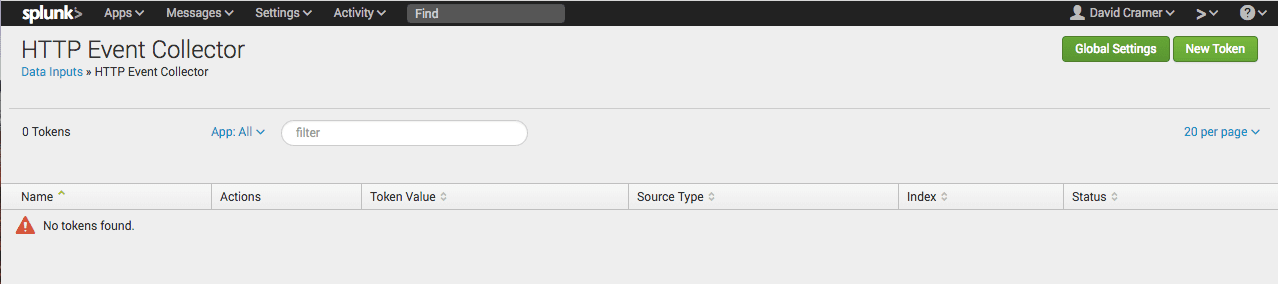 splunk> Apps Messages Settings Activity Find David Cramer >
HTTP Event Collector Global Settings New Token
Data Inputs » HTTP Event Collector
0 Tokens App: All filter 20 per page
Name Actions Token Value Source Type Index Status
No tokens found.